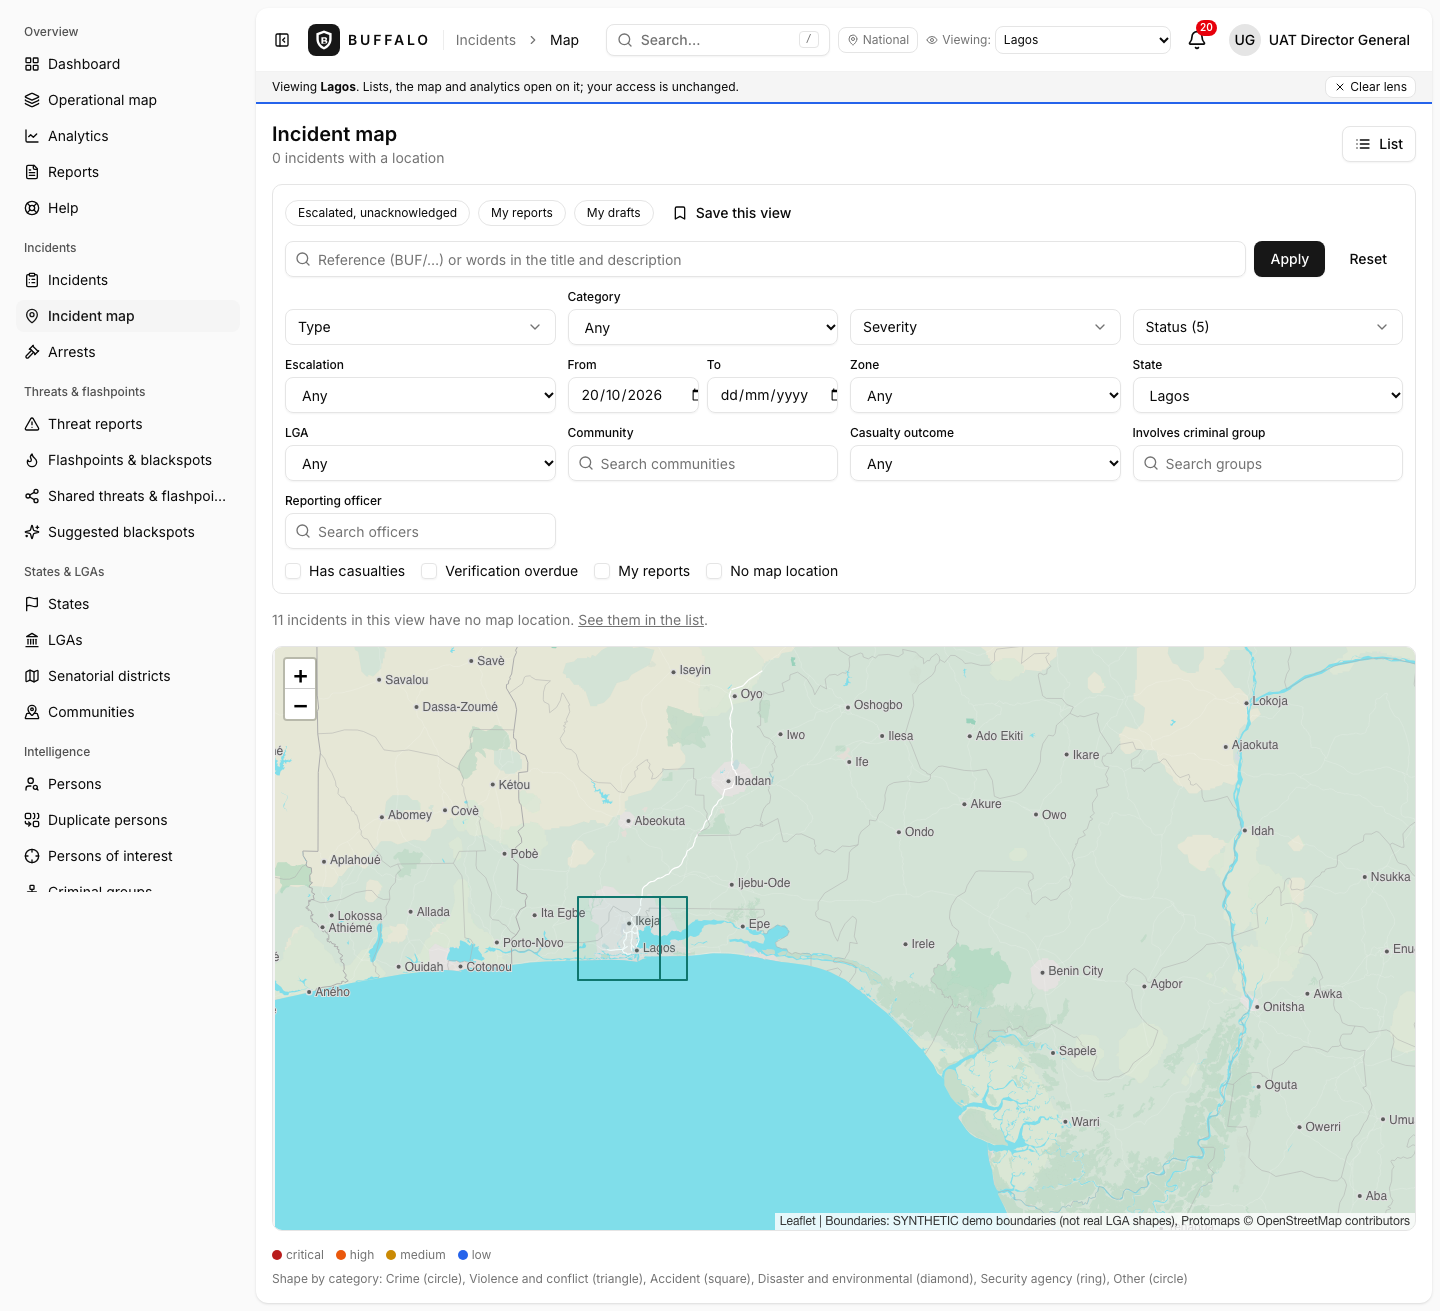 Overview
Dashboard
Operational map
Analytics
Reports
Help
Incidents
Incidents
Incident map
Arrests
Threats & flashpoints
Threat reports
Flashpoints & blackspots
Shared threats & flashpoi...
Suggested blackspots
States & LGAs
States
LGAs
Senatorial districts
Communities
Intelligence
Persons
Duplicate persons
Persons of interest
Criminal groups
BUFFALO
Incidents > Map
Search... /
National
Viewing: Lagos
20
UG UAT Director General
Viewing Lagos. Lists, the map and analytics open on it; your access is unchanged.
Clear lens
Incident map
0 incidents with a location
List
Escalated, unacknowledged
My reports
My drafts
Save this view
Reference (BUF/...) or words in the title and description
Apply
Reset
Type
Category
Any
Severity
Status (5)
Escalation
Any
From
20/10/2026
To
dd/mm/yyyy
Zone
Any
State
Lagos
LGA
Any
Community
Search communities
Casualty outcome
Any
Involves criminal group
Search groups
Reporting officer
Search officers
Has casualties
Verification overdue
My reports
No map location
11 incidents in this view have no map location. See them in the list.
+
−
Savè
Iseyin
Savalou
Oyo
Dassa-Zoumé
Oshogbo
Lokoja
Iwo
Ilesa
Ado Ekiti
Ajaokuta
Ikare
Ife
Kétou
Ibadan
Akure
Abomey
Covè
Abeokuta
Owo
Ondo
Idah
Pobè
Aplahoué
Ijebu-Ode
Nsukka
Lokossa
Allada
Ita Egbe
Ikeja
Epe
Athiémé
Porto-Novo
Lagos
Irele
Enu
Ouidah
Cotonou
Benin City
Agbor
Aného
Awka
Onitsha
Sapele
Oguta
Warri
Owerri
Umu
Aba
Leaflet | Boundaries: SYNTHETIC demo boundaries (not real LGA shapes), Protomaps © OpenStreetMap contributors
critical
high
medium
low
Shape by category: Crime (circle), Violence and conflict (triangle), Accident (square), Disaster and environmental (diamond), Security agency (ring), Other (circle)